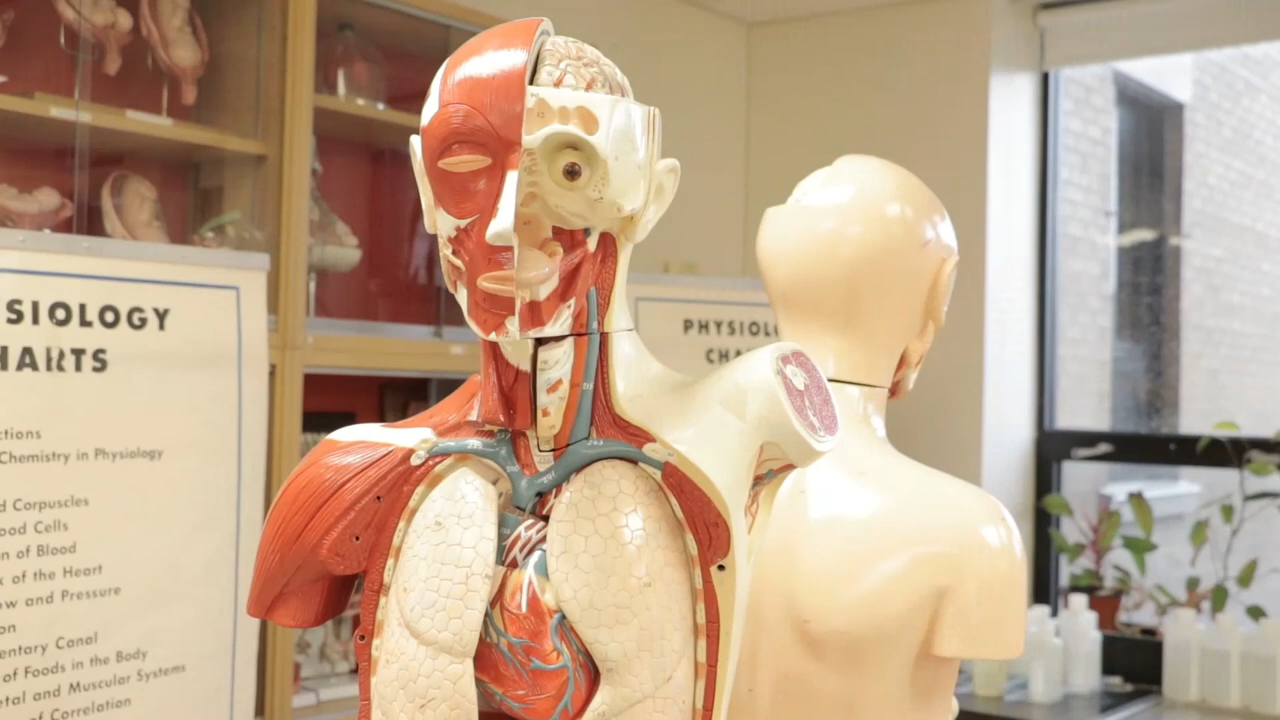 SIOLOGY
HARTS
ctions
Chemistry in Physiology
d Corpuscles
ood Cells
n of Blood
k of the Heart
ow and Pressure
on
entary Canal
of Foods in the Body
etal and Muscular Systems
of Correlation
PHYSIOLO
CHA